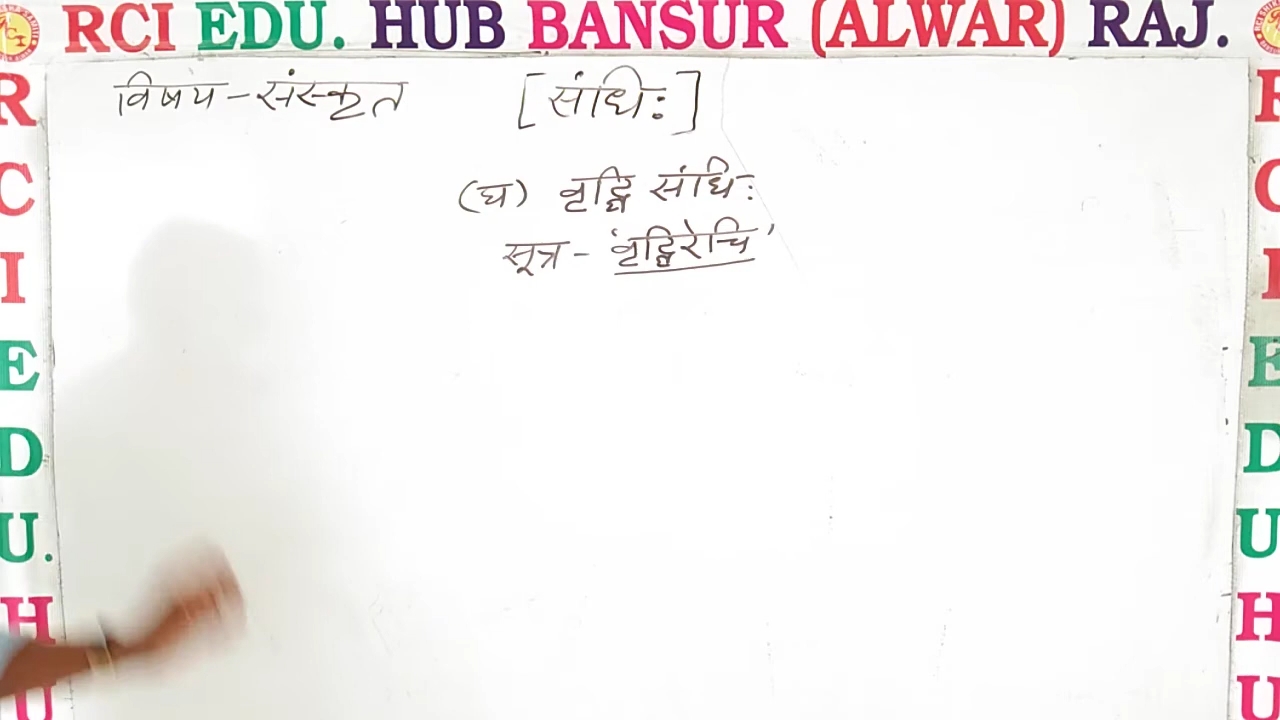 RCI EDU. HUB BANSUR (ALWAR) RAJ.
विषय - संस्कृत [संधिः]
(घ) वृद्धि संधिः
सूत्र - 'वृद्धिरेचि'
R
C
I
E
D
U.
H
U
R
C
I
E
D
U
H
U